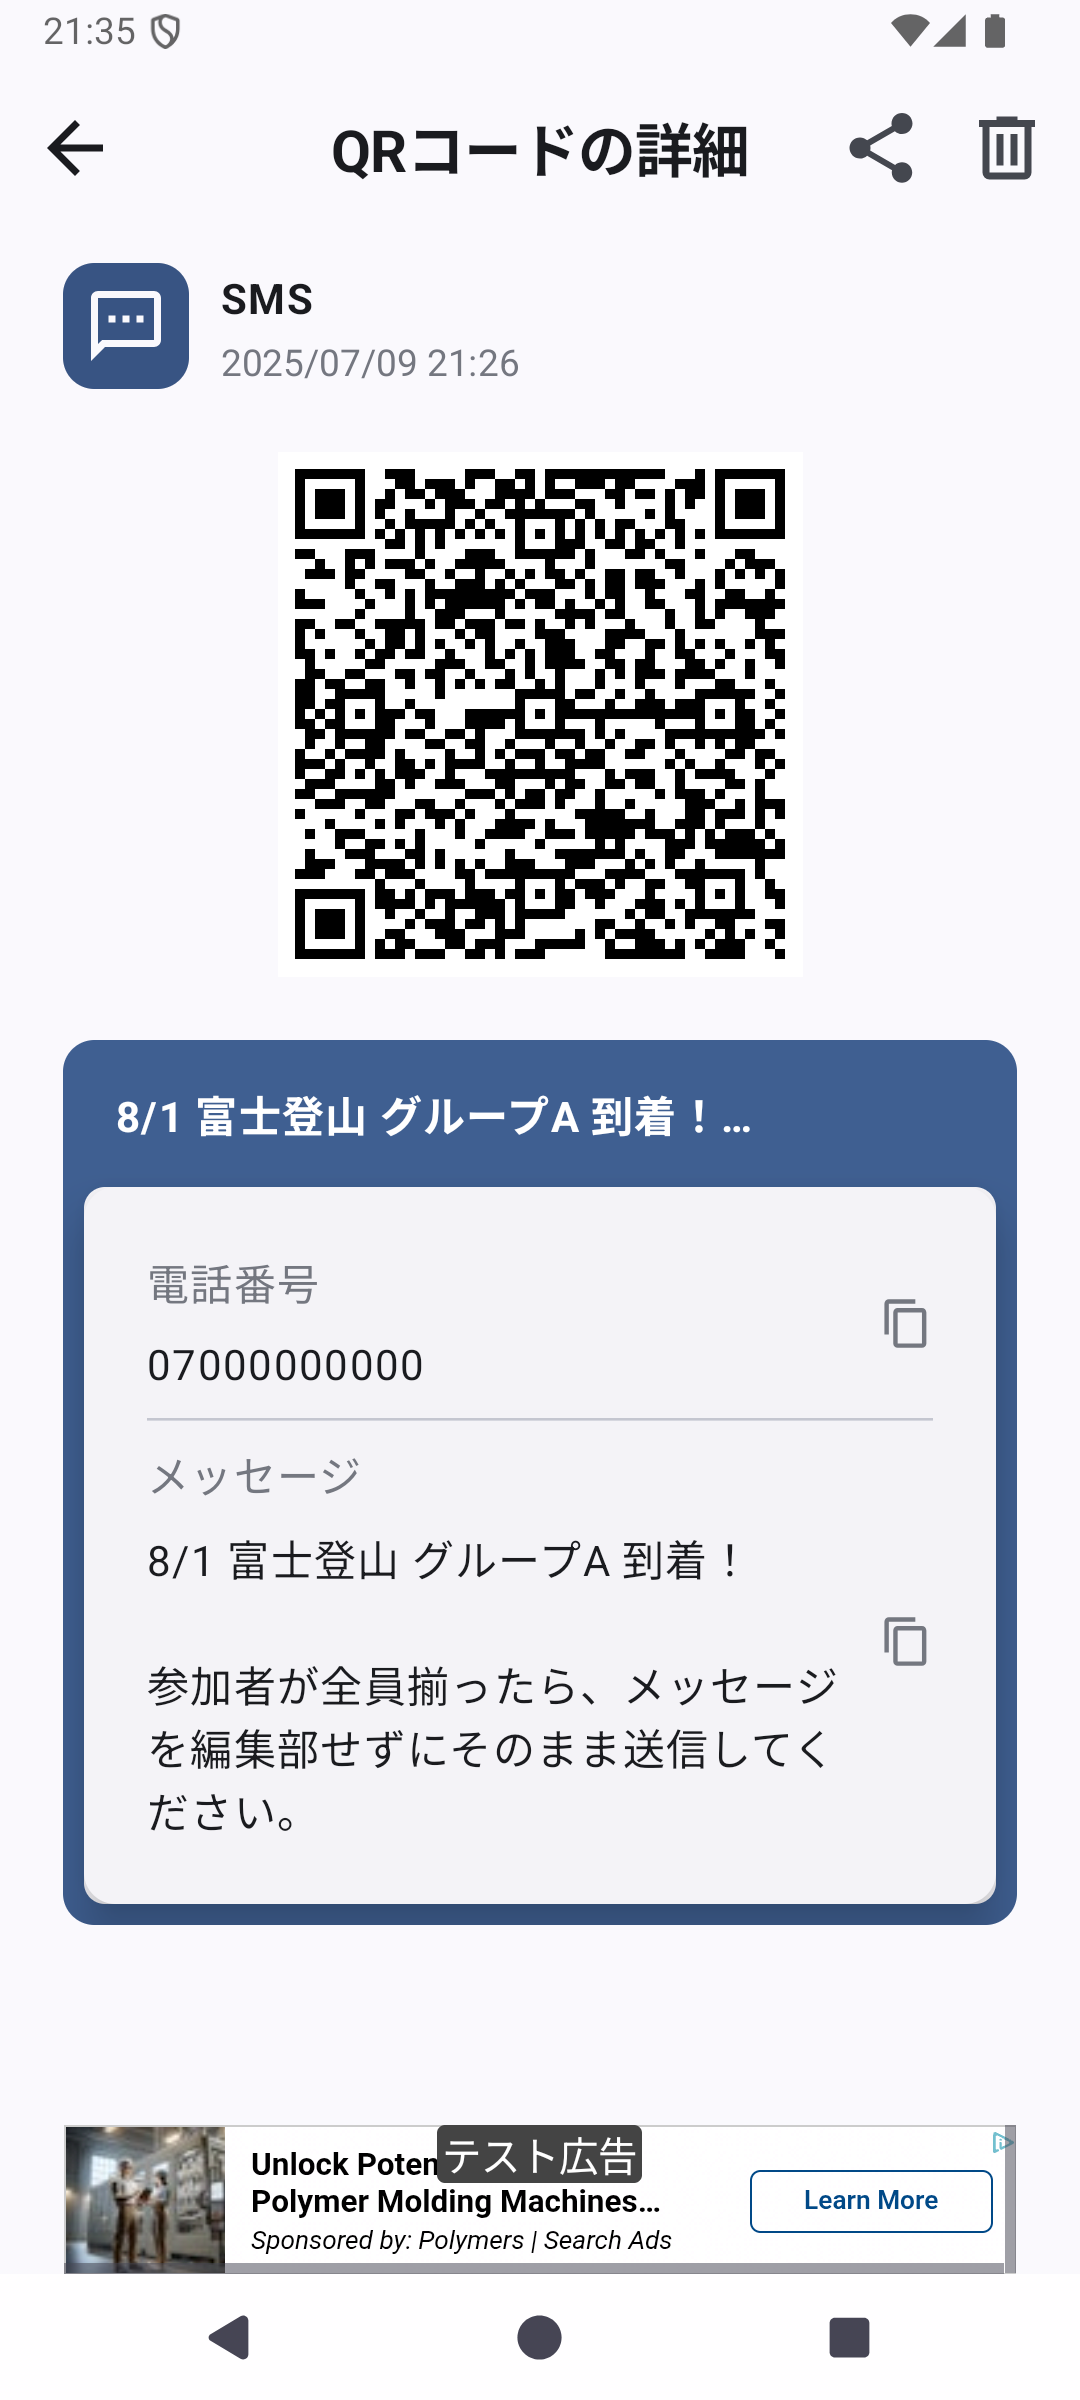 21:35
QRコードの詳細
SMS
2025/07/09 21:26
8/1 富士登山 グループA 到着！...
電話番号
07000000000
メッセージ
8/1 富士登山 グループA 到着！
参加者が全員揃ったら、メッセージ
を編集部せずにそのまま送信してく
ださい。
テスト広告
Unlock Poten
Polymer Molding Machines...
Sponsored by: Polymers | Search Ads
Learn More